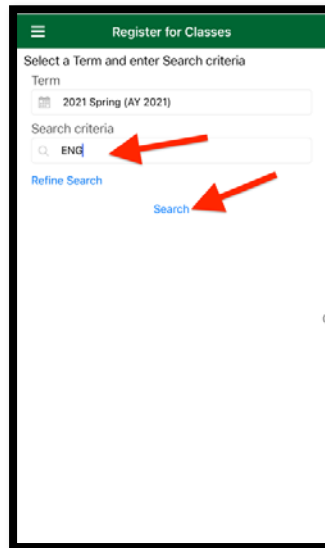 Register for Classes
Select a Term and enter Search criteria
Term
2021 Spring (AY 2021)
Search criteria
ENG
Refine Search
Search